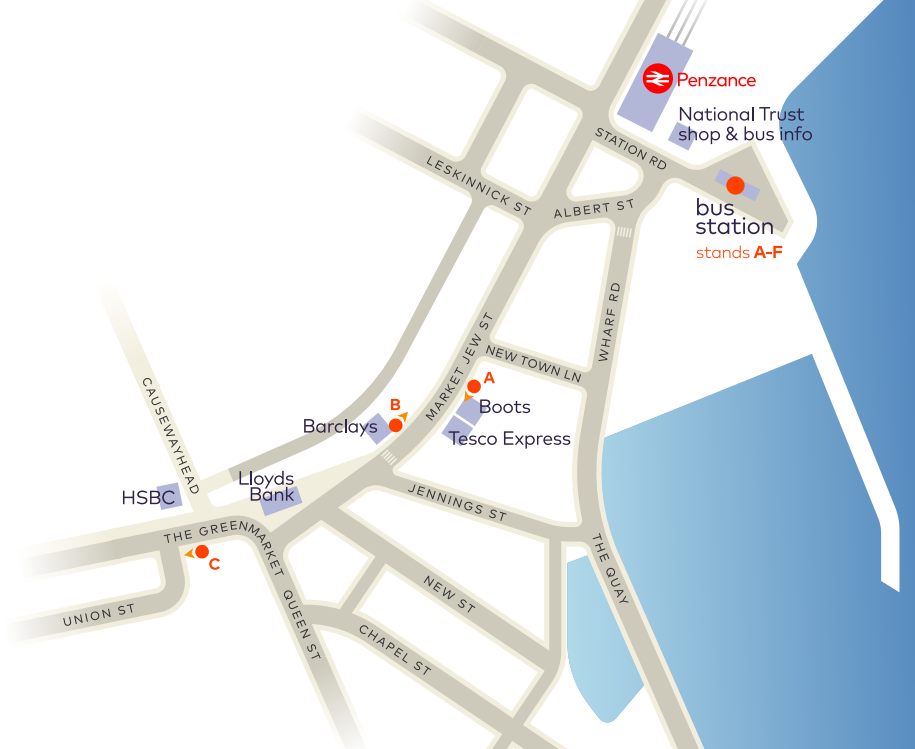 Penzance
National Trust
shop & bus info
STATION RD
LESKINNICK ST
ALBERT ST
bus
station
stands A-F
WHARF RD
MARKET JEW ST
NEW TOWN LN
A
CAUSEWAYHEAD
B
Boots
Barclays
Tesco Express
Lloyds
Bank
HSBC
JENNINGS ST
THE GREENMARKET
C
QUEEN ST
THE QUAY
NEW ST
UNION ST
CHAPEL ST